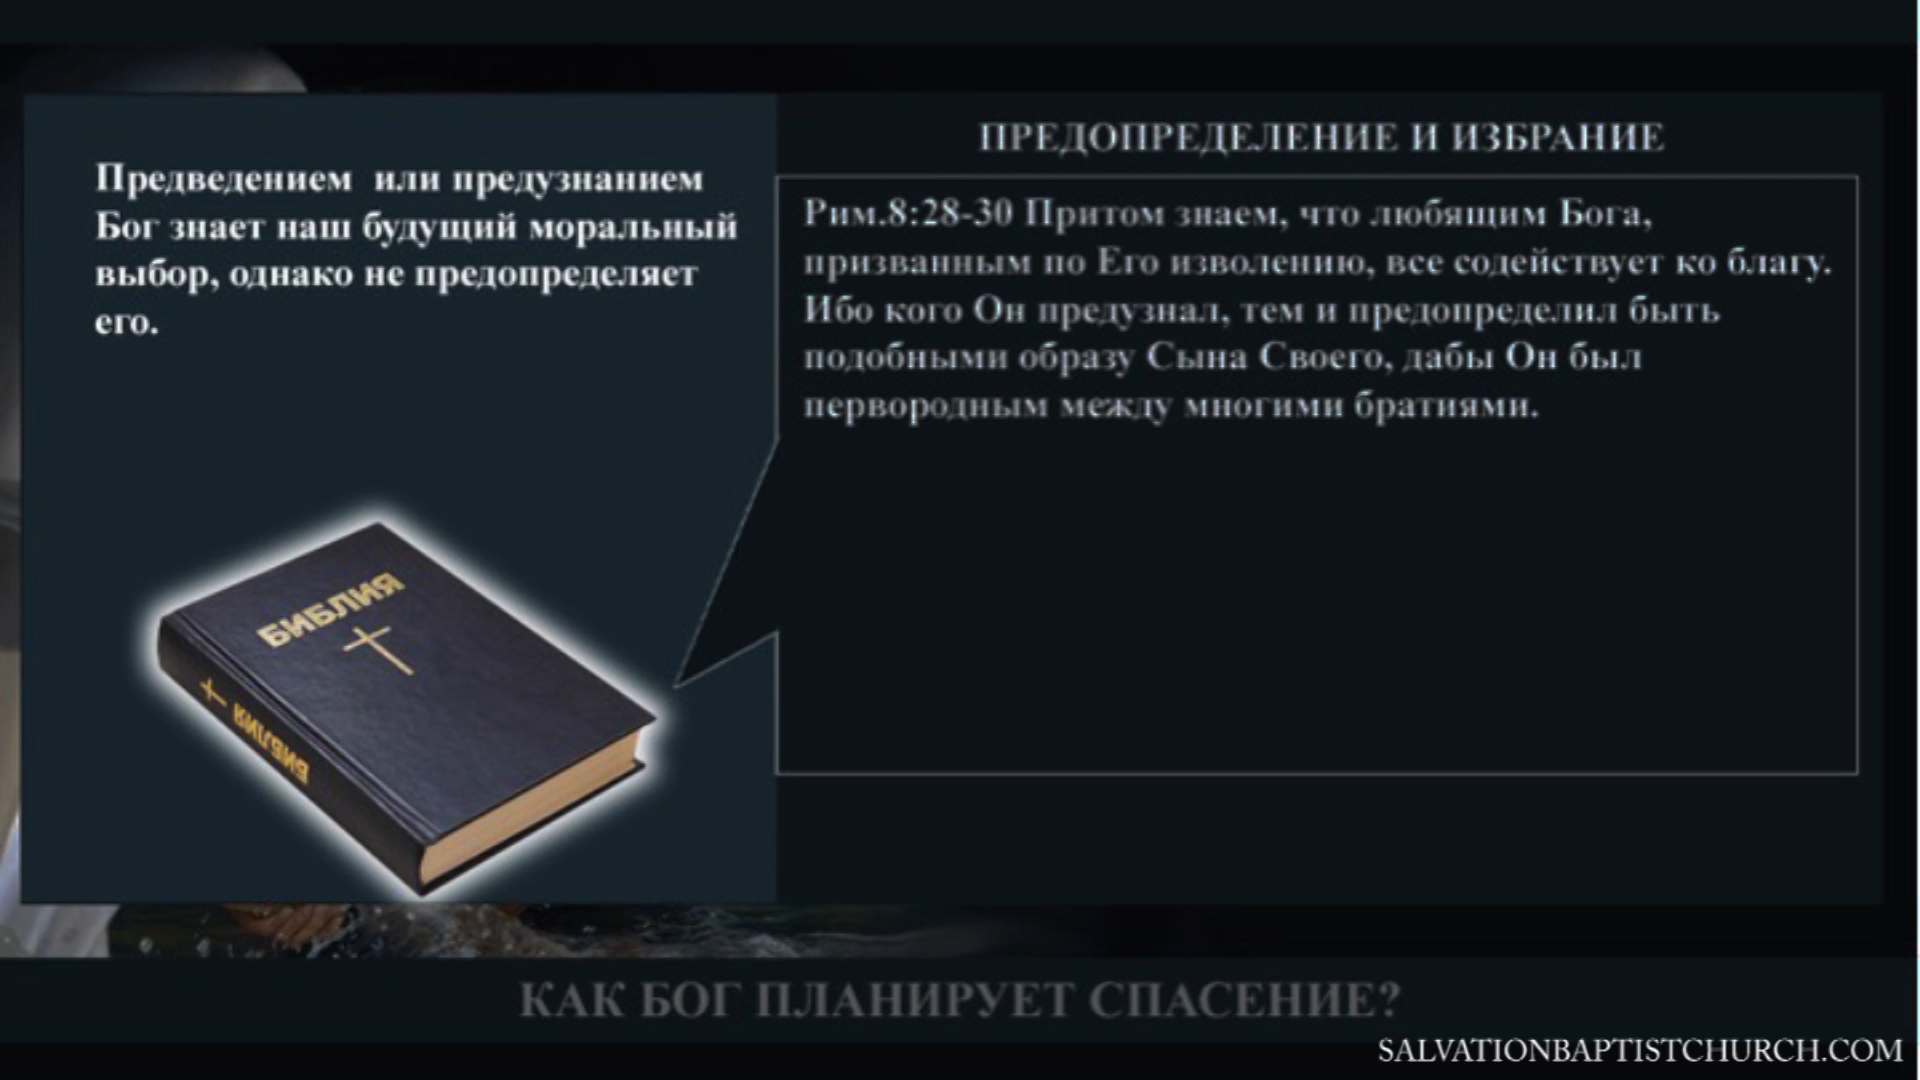 ПРЕДОПРЕДЕЛЕНИЕ И ИЗБРАНИЕ
Предведением или предузнанием
Бог знает наш будущий моральный
выбор, однако не предопределяет
его.
Рим.8:28-30 Притом знаем, что любящим Бога,
призванным по Его изволению, все содействует ко благу.
Ибо кого Он предузнал, тем и предопределил быть
подобными образу Сына Своего, дабы Он был
первородным между многими братиями.
БИБЛИЯ
БИБЛИЯ
КАК БОГ ПЛАНИРУЕТ СПАСЕНИЕ?
SALVATIONBAPTISTCHURCH.COM